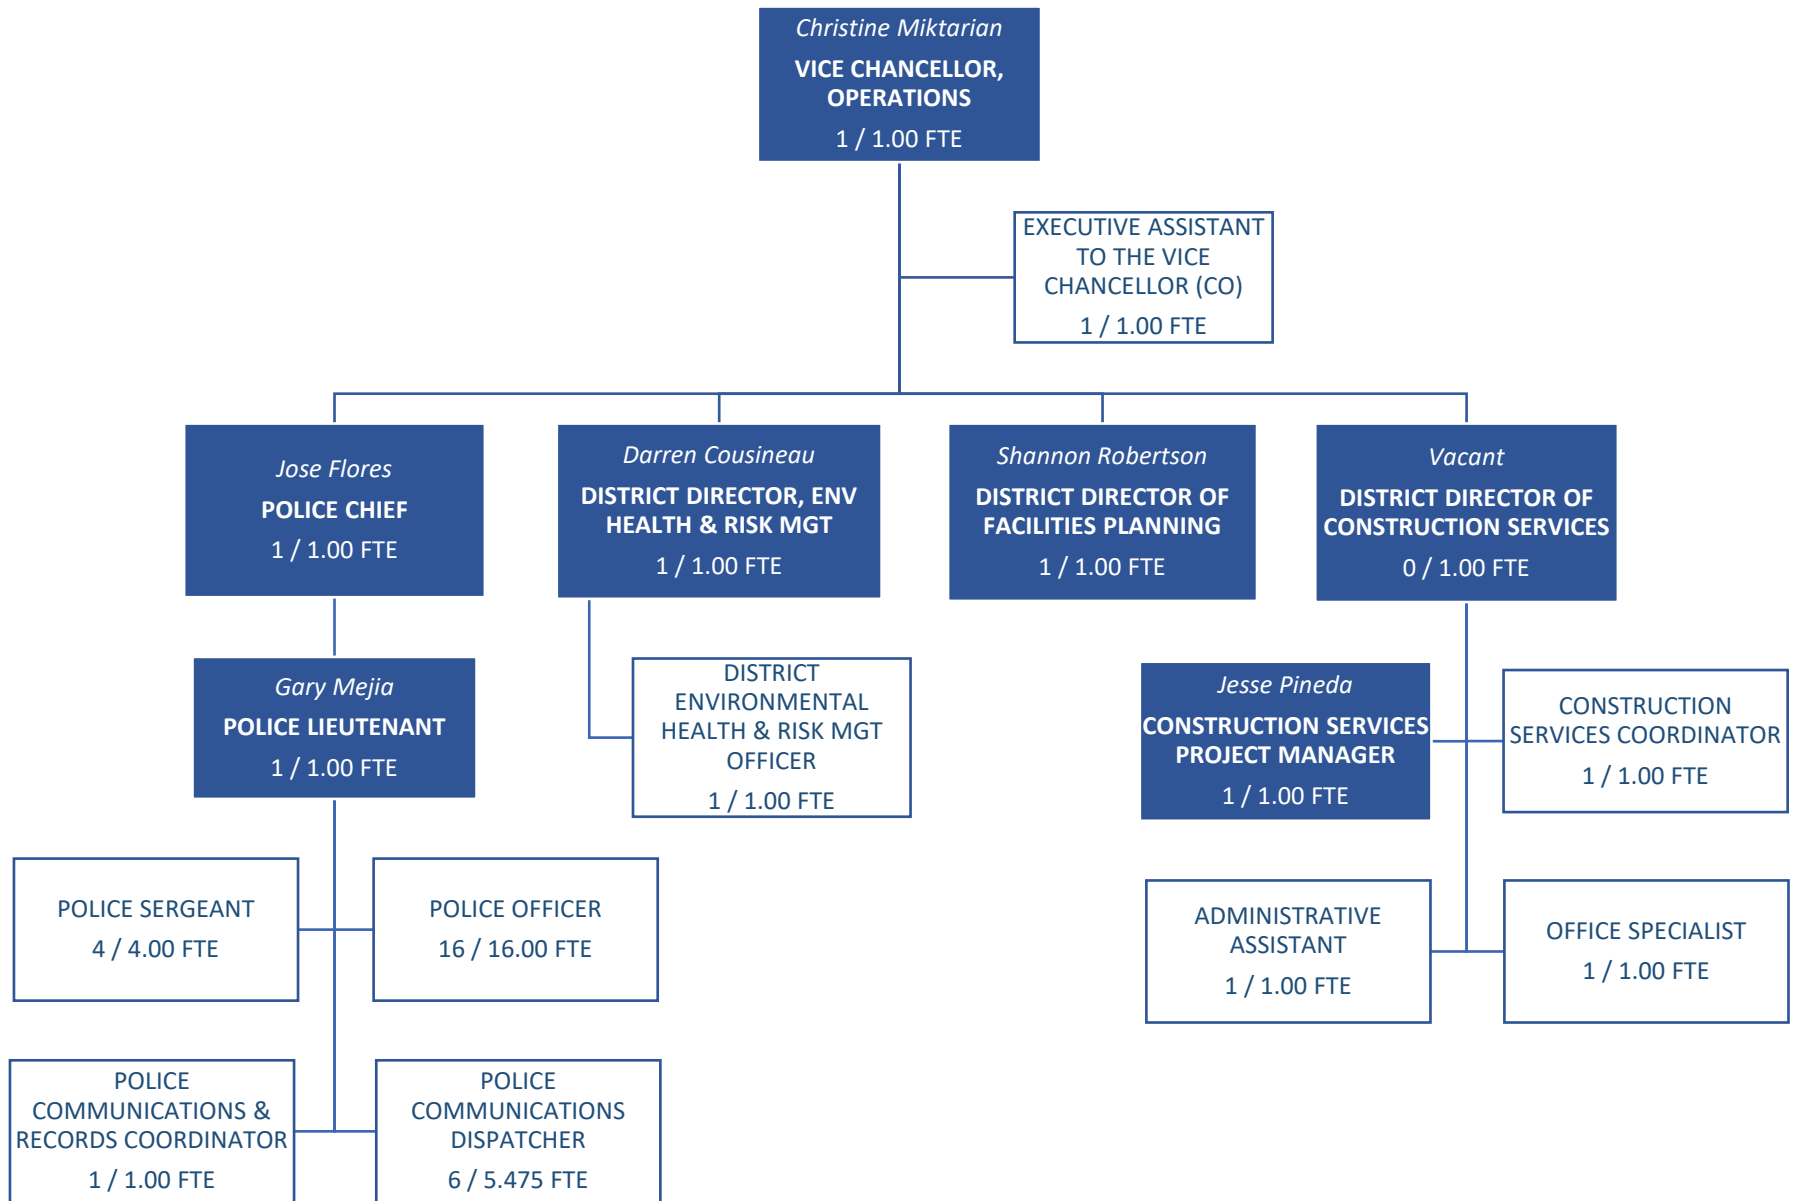 Christine Miktarian
VICE CHANCELLOR,
OPERATIONS
1 / 1.00 FTE
EXECUTIVE ASSISTANT
TO THE VICE
CHANCELLOR (CO)
1 / 1.00 FTE
Jose Flores
POLICE CHIEF
1 / 1.00 FTE
Darren Cousineau
DISTRICT DIRECTOR, ENV
HEALTH & RISK MGT
1 / 1.00 FTE
Shannon Robertson
DISTRICT DIRECTOR OF
FACILITIES PLANNING
1 / 1.00 FTE
Vacant
DISTRICT DIRECTOR OF
CONSTRUCTION SERVICES
0 / 1.00 FTE
Gary Mejia
POLICE LIEUTENANT
1 / 1.00 FTE
DISTRICT
ENVIRONMENTAL
HEALTH & RISK MGT
OFFICER
1 / 1.00 FTE
Jesse Pineda
CONSTRUCTION SERVICES
PROJECT MANAGER
1 / 1.00 FTE
CONSTRUCTION
SERVICES COORDINATOR
1 / 1.00 FTE
POLICE SERGEANT
4 / 4.00 FTE
POLICE OFFICER
16 / 16.00 FTE
ADMINISTRATIVE
ASSISTANT
1 / 1.00 FTE
OFFICE SPECIALIST
1 / 1.00 FTE
POLICE
COMMUNICATIONS &
RECORDS COORDINATOR
1 / 1.00 FTE
POLICE
COMMUNICATIONS
DISPATCHER
6 / 5.475 FTE